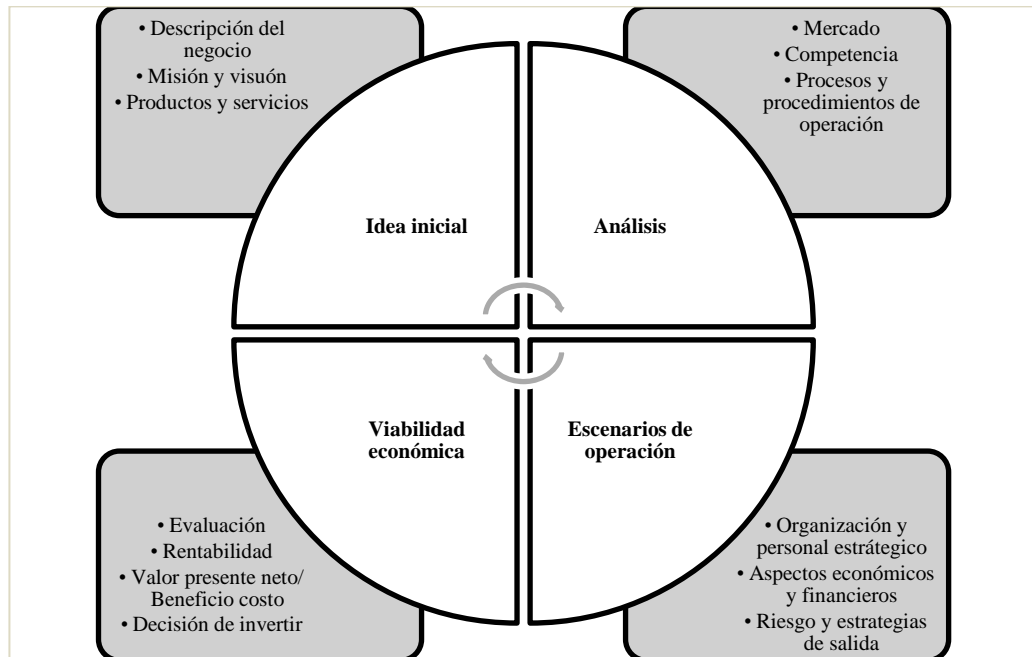 • Descripción del
negocio
• Misión y visuón
• Productos y servicios
• Mercado
• Competencia
• Procesos y
procedimientos de
operación
Idea inicial
Análisis
Viabilidad
económica
Escenarios de
operación
• Evaluación
• Rentabilidad
• Valor presente neto/
Beneficio costo
• Decisión de invertir
• Organización y
personal estrátegico
• Aspectos económicos
y financieros
• Riesgo y estrategias
de salida